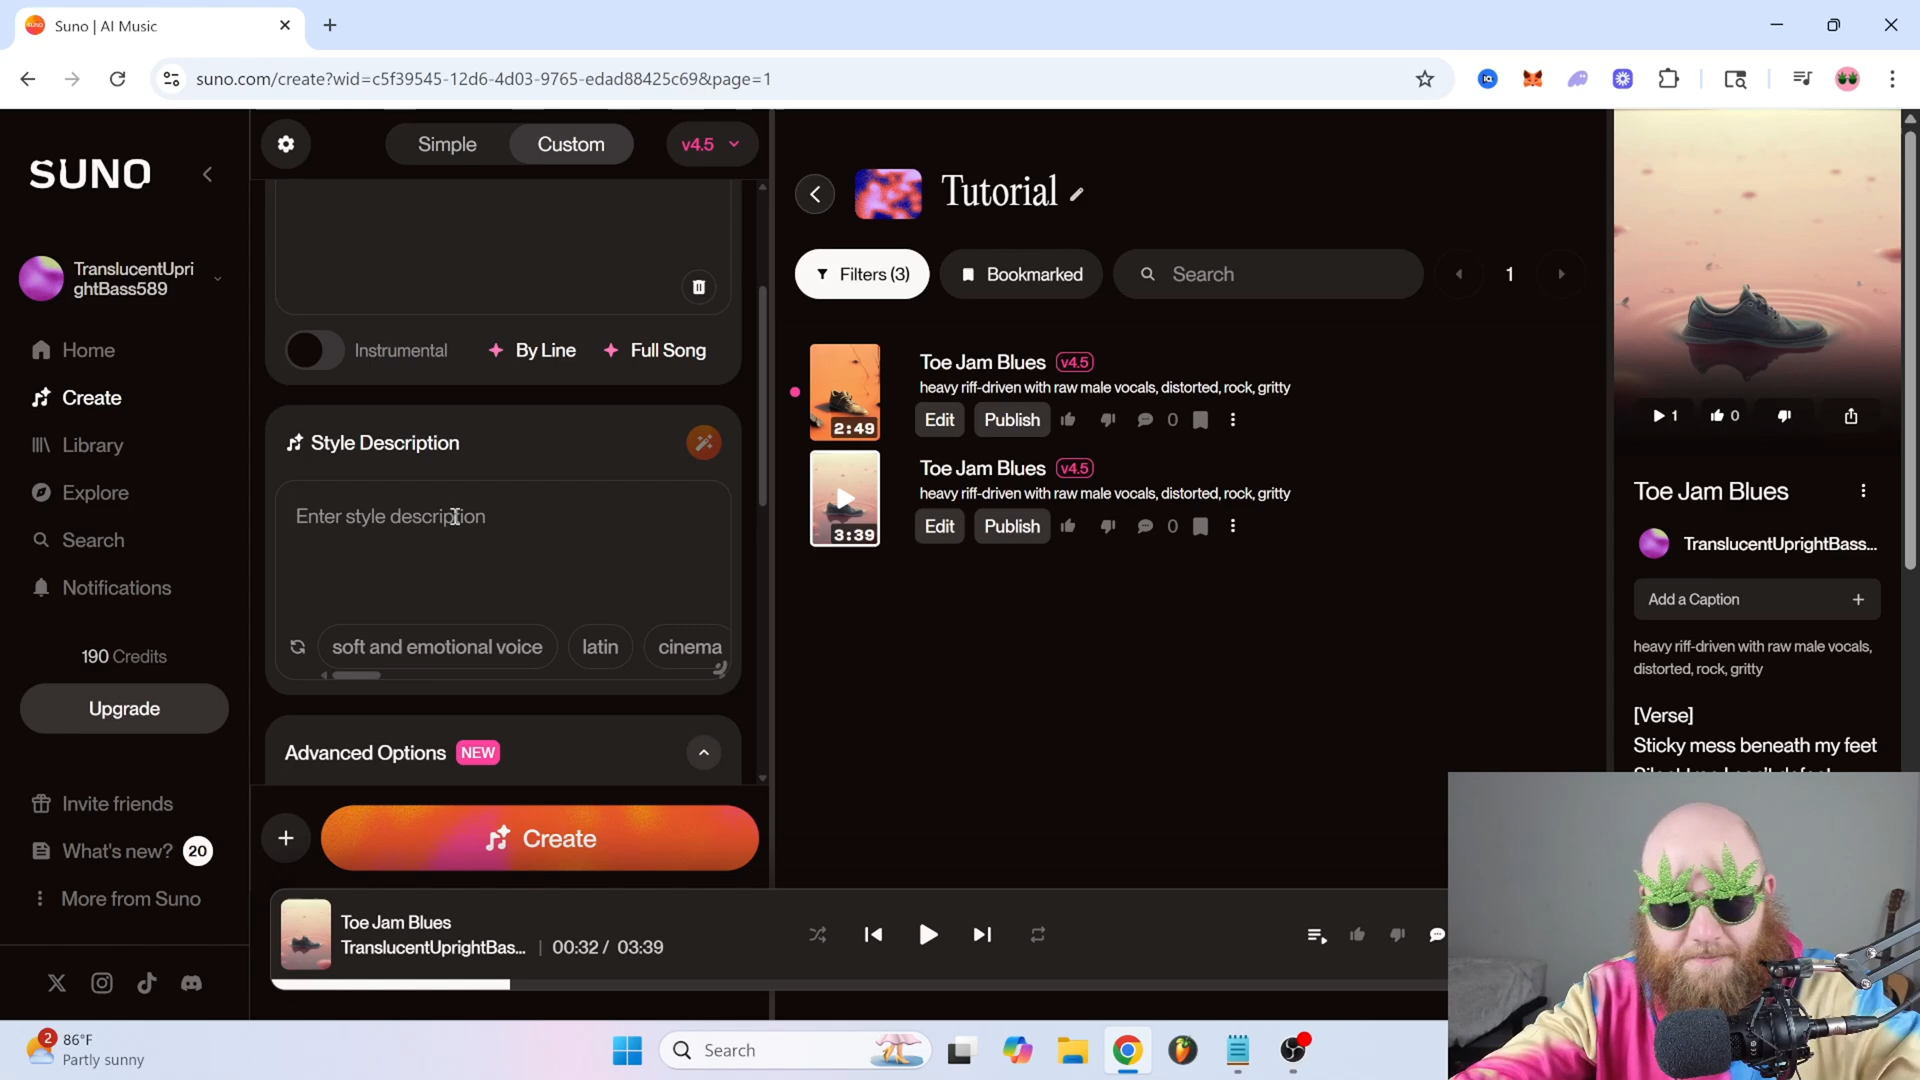 Suno | AI Music
suno.com/create?wid=c5f39545-12d6-4d03-9765-edad88425c69&page=1
SUNO
TranslucentUpri
ghtBass589
Home
Create
Library
Explore
Search
Notifications
190 Credits
Upgrade
Invite friends
What's new? 20
More from Suno
Simple
Custom
v4.5
Instrumental
By Line
Full Song
Style Description
Enter style description
soft and emotional voice
latin
cinema
Advanced Options NEW
Create
Tutorial
Filters (3)
Bookmarked
Search
1
2:49
Toe Jam Blues v4.5
heavy riff-driven with raw male vocals, distorted, rock, gritty
Edit
Publish
0
3:39
Toe Jam Blues v4.5
heavy riff-driven with raw male vocals, distorted, rock, gritty
Edit
Publish
0
1
0
Toe Jam Blues
TranslucentUprightBass...
Add a Caption
heavy riff-driven with raw male vocals,
distorted, rock, gritty
[Verse]
Sticky mess beneath my feet
Toe Jam Blues
TranslucentUprightBas... | 00:32 / 03:39
2
86°F
Partly sunny
Search